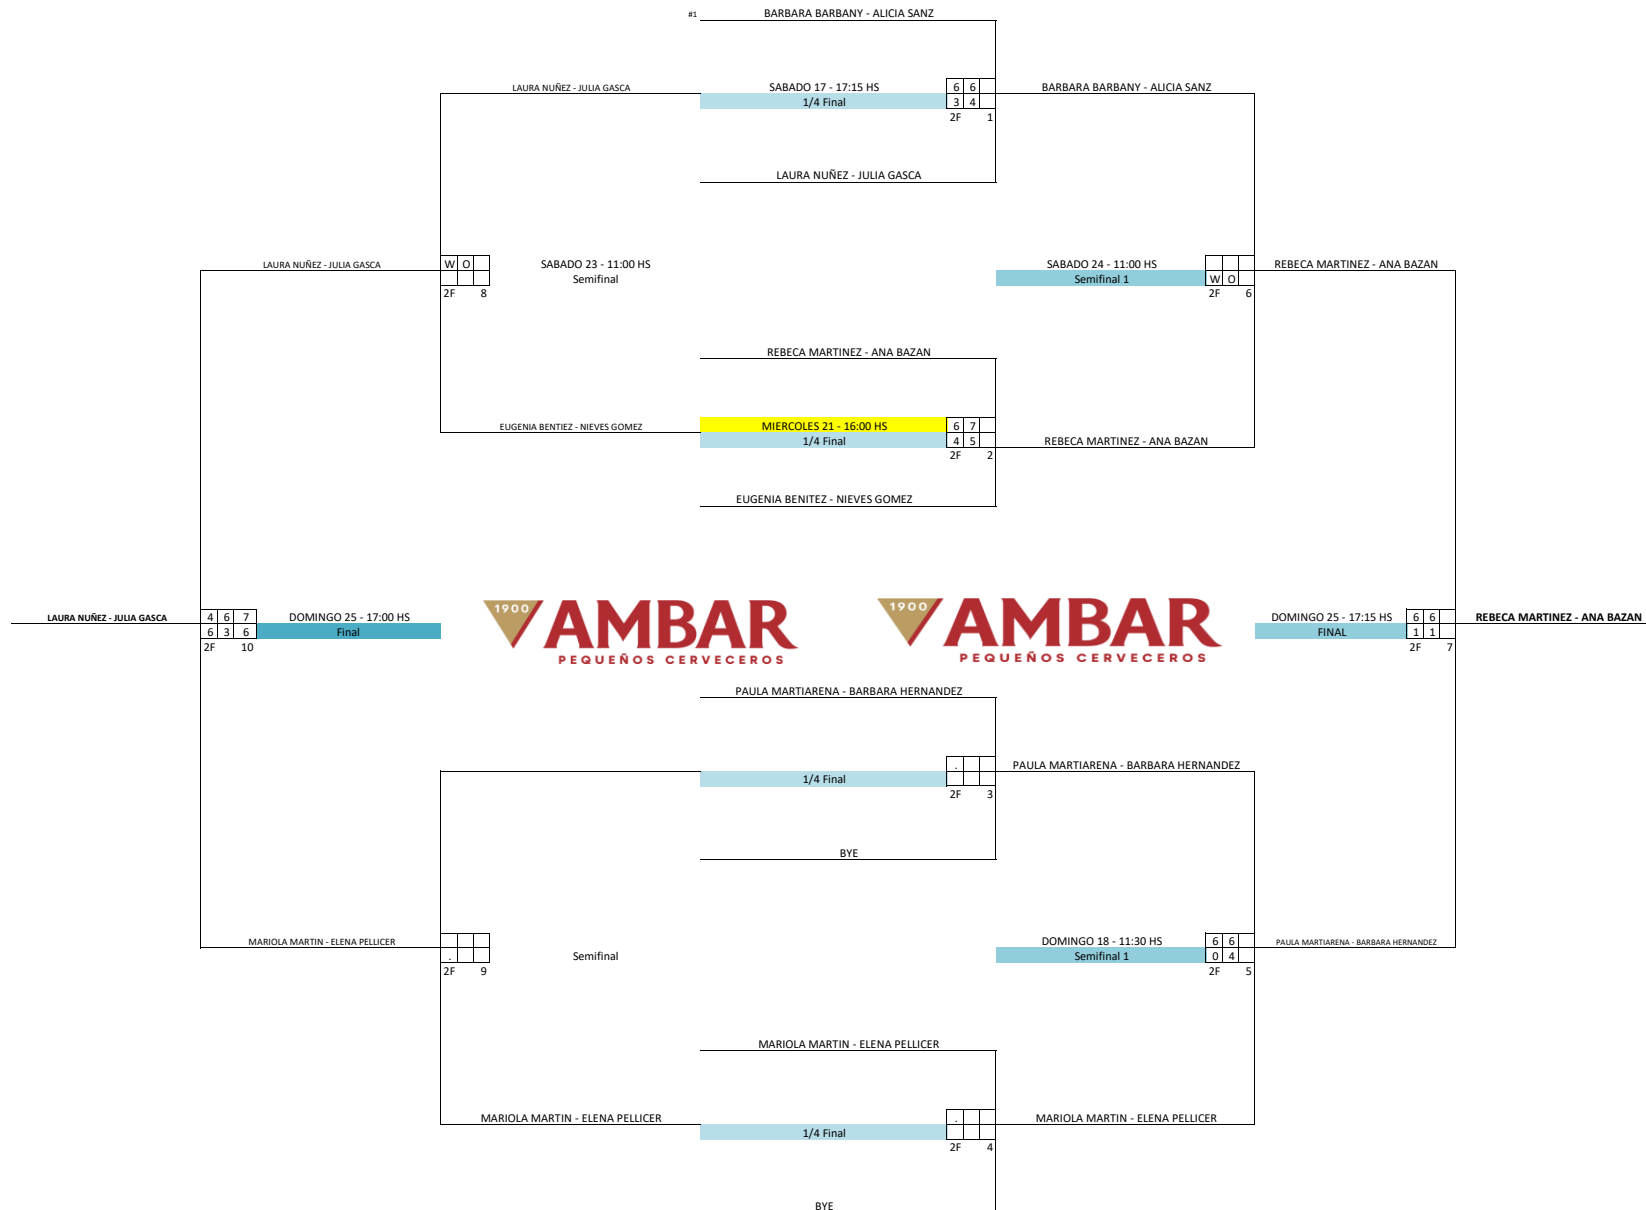 #1 BARBARA BARBANY - ALICIA SANZ
LAURA NUÑEZ - JULIA GASCA SABADO 17 - 17:15 HS 6 6 BARBARA BARBANY - ALICIA SANZ
1/4 Final 3 4
2F 1
LAURA NUÑEZ - JULIA GASCA
LAURA NUÑEZ - JULIA GASCA W O SABADO 23 - 11:00 HS SABADO 24 - 11:00 HS REBECA MARTINEZ - ANA BAZAN
Semifinal Semifinal 1 W O
2F 8 2F 6
REBECA MARTINEZ - ANA BAZAN
EUGENIA BENTIEZ - NIEVES GOMEZ MIERCOLES 21 - 16:00 HS 6 7
1/4 Final 4 5 REBECA MARTINEZ - ANA BAZAN
2F 2
EUGENIA BENITEZ - NIEVES GOMEZ
1900 AMBAR 1900 AMBAR
PEQUEÑOS CERVECEROS PEQUEÑOS CERVECEROS
LAURA NUÑEZ - JULIA GASCA 4 6 7 DOMINGO 25 - 17:00 HS DOMINGO 25 - 17:15 HS 6 6 REBECA MARTINEZ - ANA BAZAN
6 3 6 Final FINAL 1 1
2F 10 2F 7
PAULA MARTIARENA - BARBARA HERNANDEZ
. PAULA MARTIARENA - BARBARA HERNANDEZ
1/4 Final
2F 3
BYE
MARIOLA MARTIN - ELENA PELLICER DOMINGO 18 - 11:30 HS 6 6 PAULA MARTIARENA - BARBARA HERNANDEZ
. Semifinal Semifinal 1 0 4
2F 9 2F 5
MARIOLA MARTIN - ELENA PELLICER
MARIOLA MARTIN - ELENA PELLICER . MARIOLA MARTIN - ELENA PELLICER
1/4 Final
2F 4
BYE